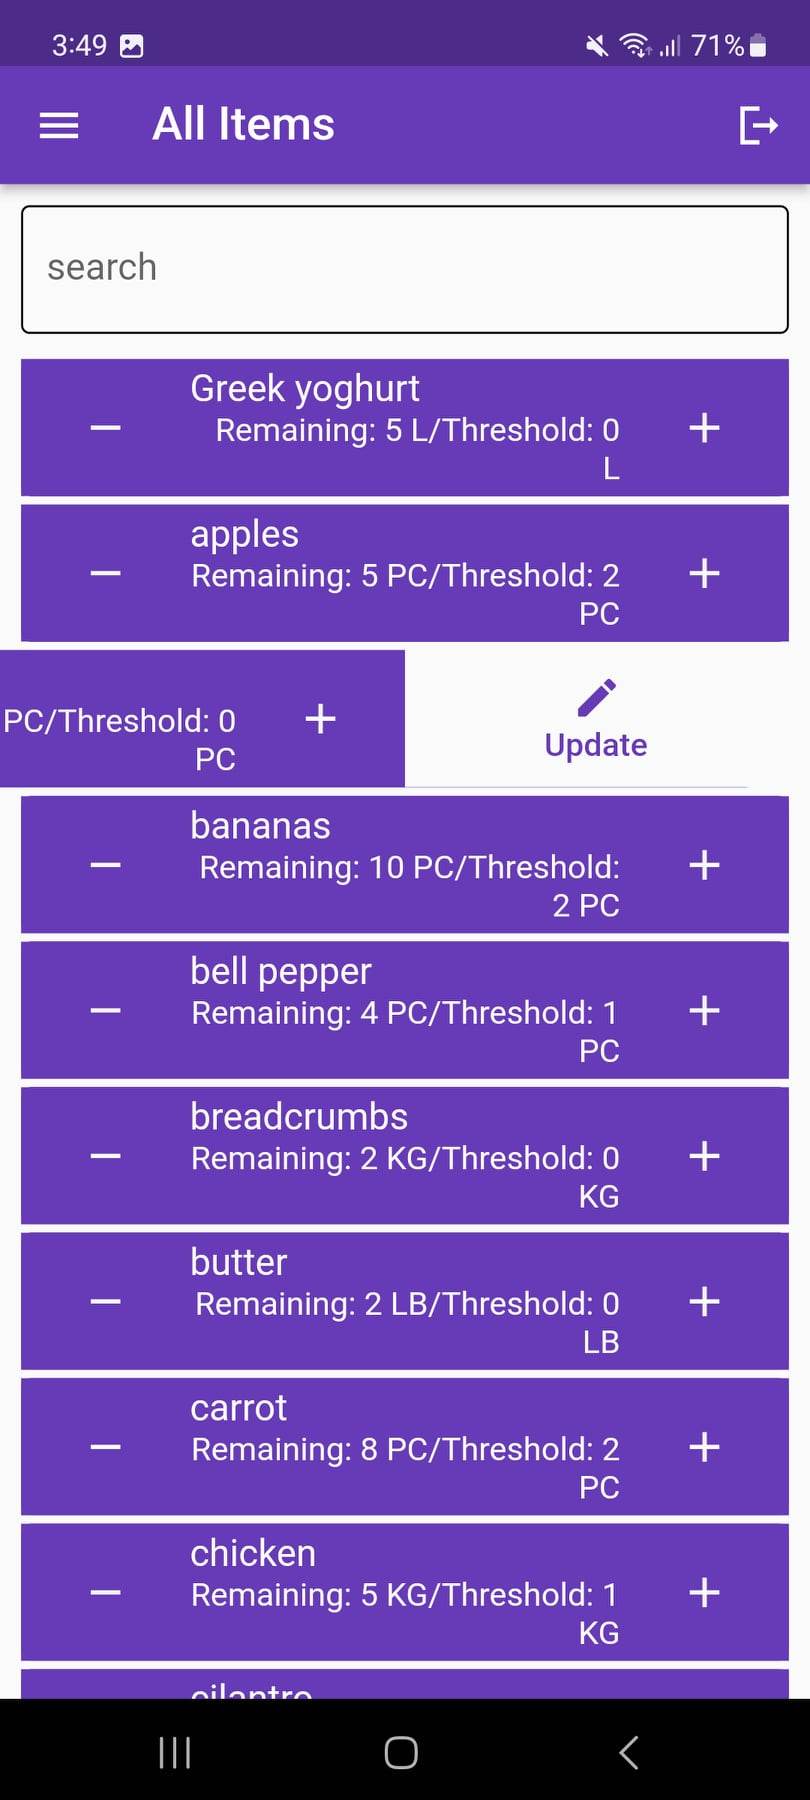 3:49 71%
All Items
search
Greek yoghurt
Remaining: 5 L/Threshold: 0
L
apples
Remaining: 5 PC/Threshold: 2
PC
PC/Threshold: 0
PC
Update
bananas
Remaining: 10 PC/Threshold:
2 PC
bell pepper
Remaining: 4 PC/Threshold: 1
PC
breadcrumbs
Remaining: 2 KG/Threshold: 0
KG
butter
Remaining: 2 LB/Threshold: 0
LB
carrot
Remaining: 8 PC/Threshold: 2
PC
chicken
Remaining: 5 KG/Threshold: 1
KG
cilantro